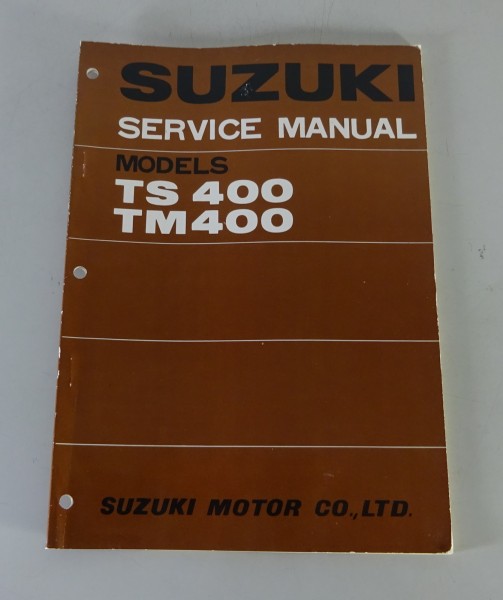 SUZUKI
SERVICE MANUAL
MODELS
TS 400
TM400
SUZUKI MOTOR CO.,LTD.